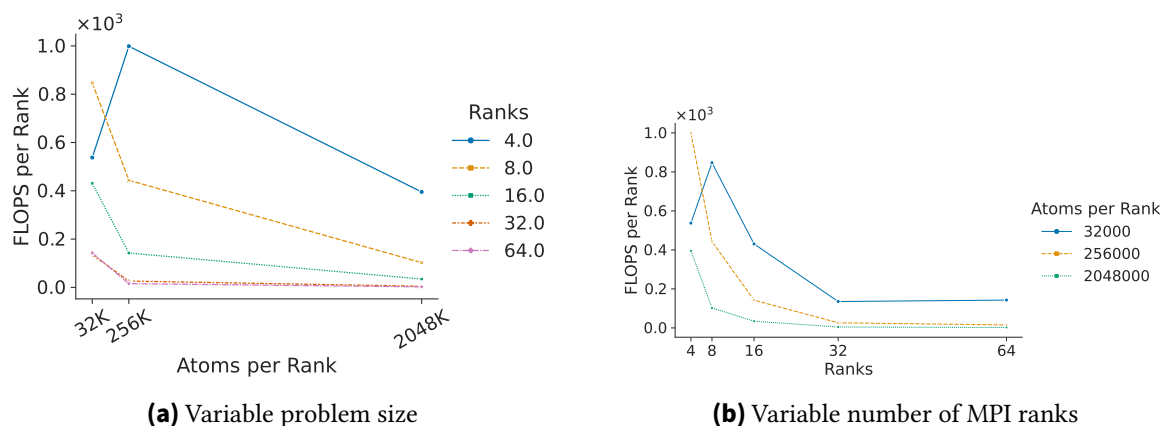 ×10³
1.0
0.8
0.6
0.4
0.2
0.0
FLOPS per Rank
32K
256K
2048K
Atoms per Rank
Ranks
4.0
8.0
16.0
32.0
64.0
(a) Variable problem size
×10³
1.0
0.8
0.6
0.4
0.2
0.0
FLOPS per Rank
4 8 16 32 64
Ranks
Atoms per Rank
32000
256000
2048000
(b) Variable number of MPI ranks